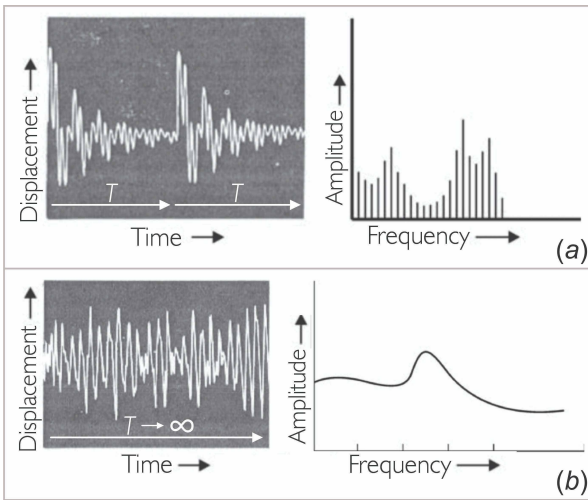 Displacement →
T T
Time →
Amplitude →
Frequency →
(a)
Displacement →
T → ∞
Time →
Amplitude →
Frequency →
(b)